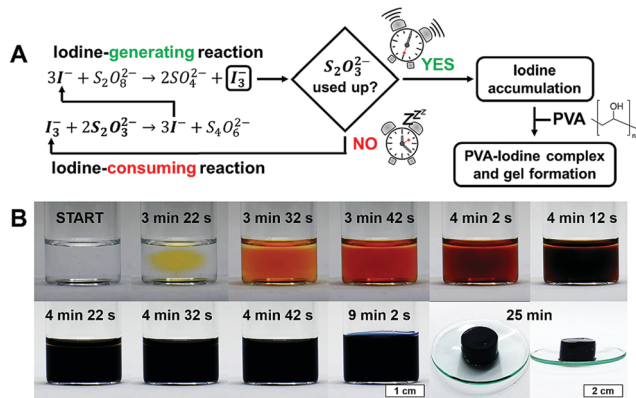 A
Iodine-generating reaction
3I⁻ + S₂O₈²⁻ → 2SO₄²⁻ + I₃⁻
I₃⁻ + 2S₂O₃²⁻ → 3I⁻ + S₄O₆²⁻
Iodine-consuming reaction
S₂O₃²⁻
used up?
YES
NO
zzZ
Iodine
accumulation
PVA
OH
n
PVA-Iodine complex
and gel formation
B
START
3 min 22 s
3 min 32 s
3 min 42 s
4 min 2 s
4 min 12 s
4 min 22 s
4 min 32 s
4 min 42 s
9 min 2 s
25 min
1 cm
2 cm